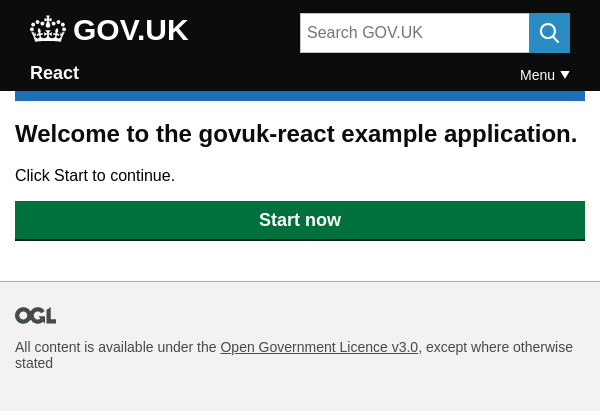 GOV.UK
Search GOV.UK
React
Menu
Welcome to the govuk-react example application.
Click Start to continue.
Start now
OGL
All content is available under the Open Government Licence v3.0, except where otherwise
stated